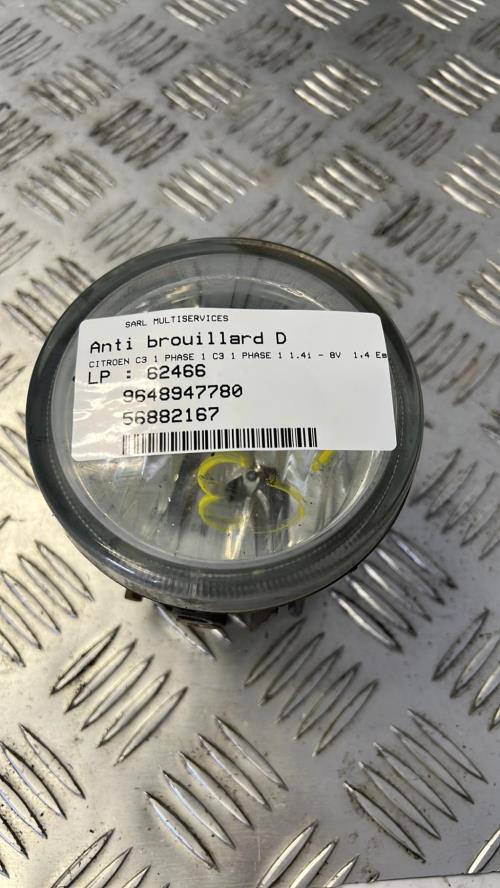 SARL MULTISERVICES
Anti brouillard D
CITROEN C3 1 PHASE 1 C3 1 PHASE 1 1.4i - 8V 1.4 Es
LP : 62466
9648947780
56882167